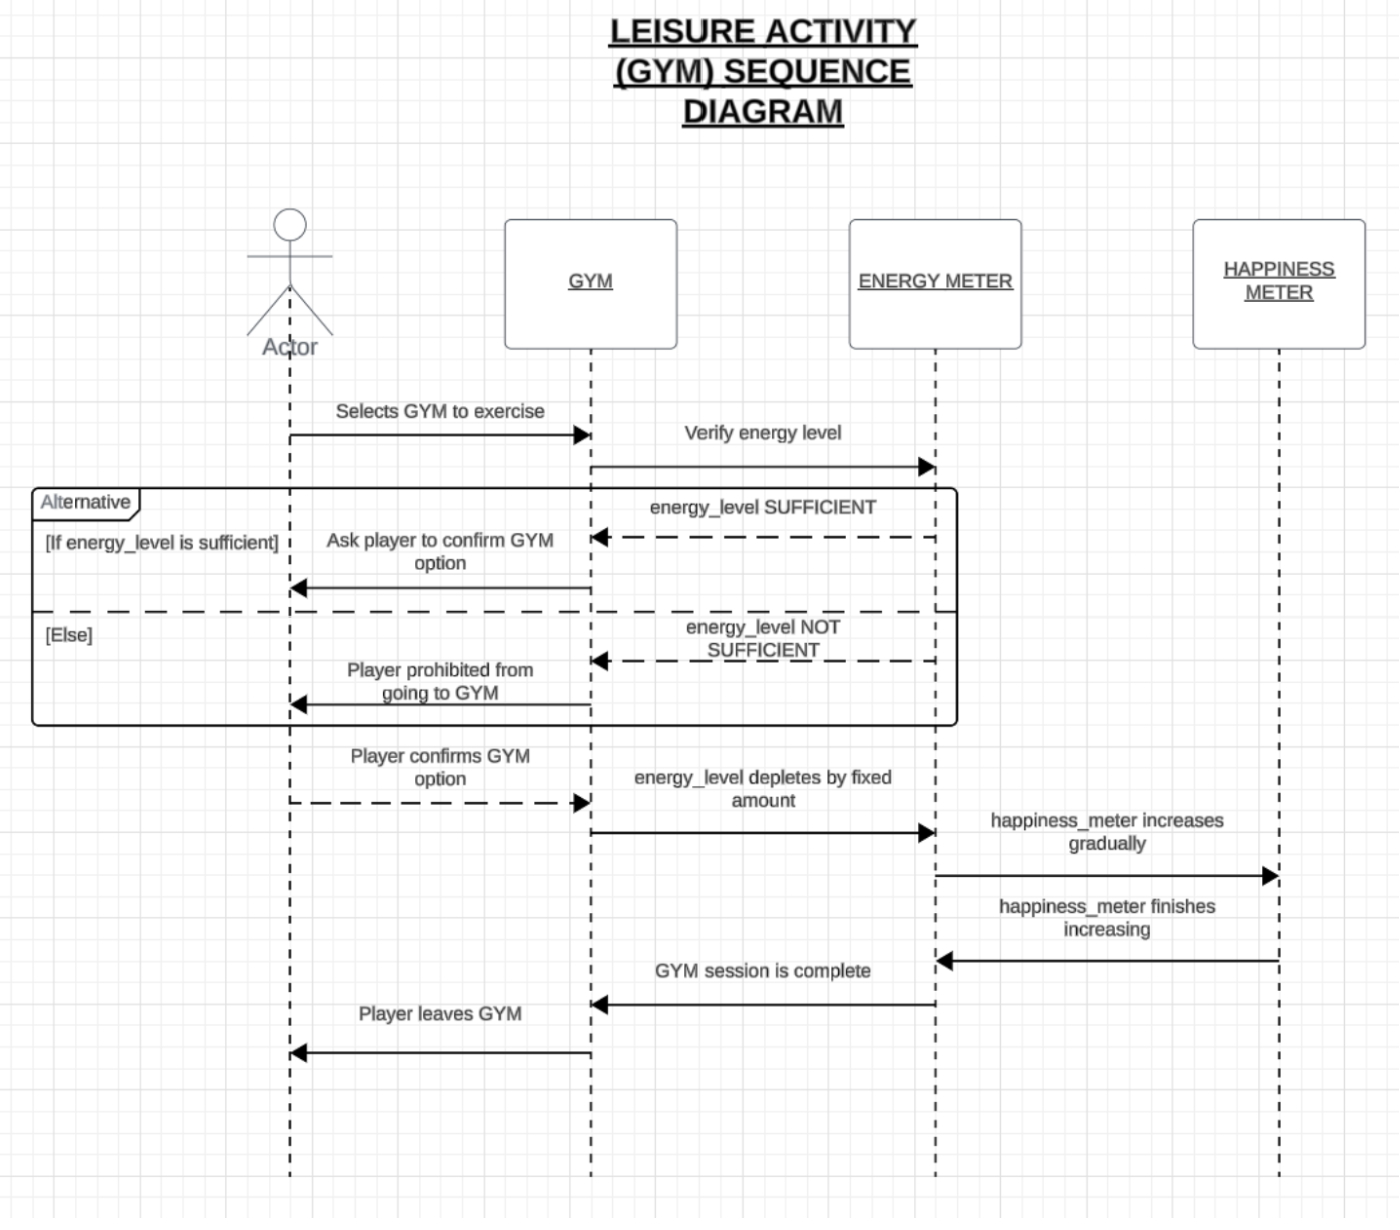 LEISURE ACTIVITY
(GYM) SEQUENCE
DIAGRAM
Actor
GYM
ENERGY METER
HAPPINESS
METER
Selects GYM to exercise
Verify energy level
Alternative
energy_level SUFFICIENT
[If energy_level is sufficient]
Ask player to confirm GYM
option
[Else]
energy_level NOT
SUFFICIENT
Player prohibited from
going to GYM
Player confirms GYM
option
energy_level depletes by fixed
amount
happiness_meter increases
gradually
happiness_meter finishes
increasing
GYM session is complete
Player leaves GYM